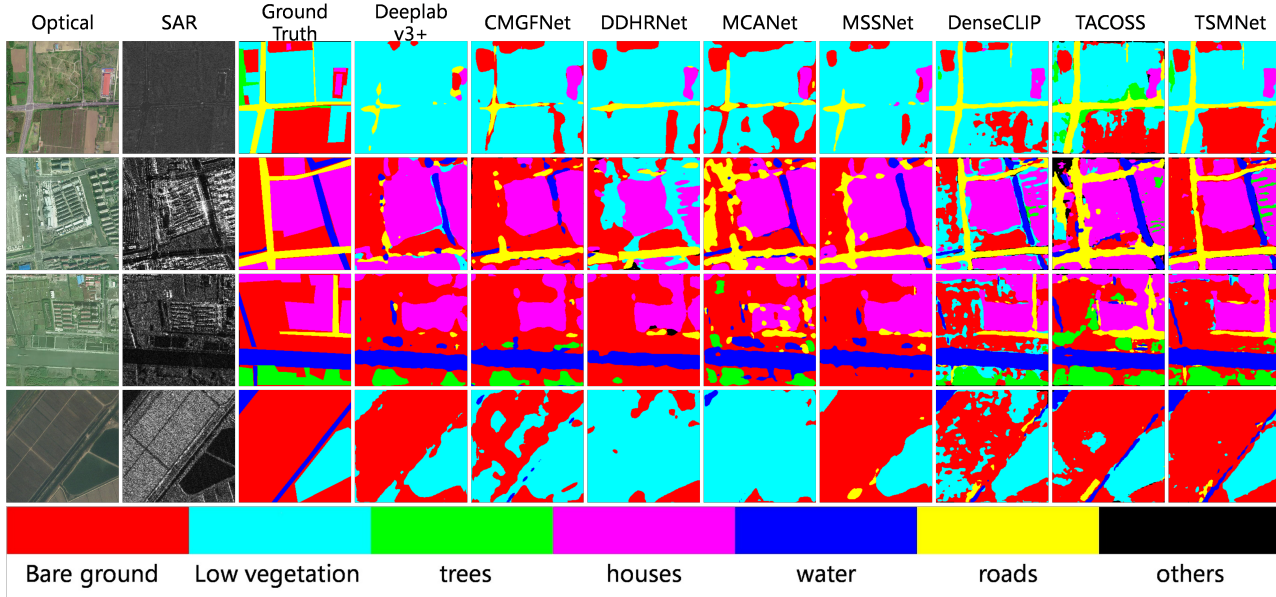 Optical SAR Ground Truth Deeplab v3+ CMGFNet DDHRNet MCANet MSSNet DenseCLIP TACOSS TSMNet
Bare ground Low vegetation trees houses water roads others